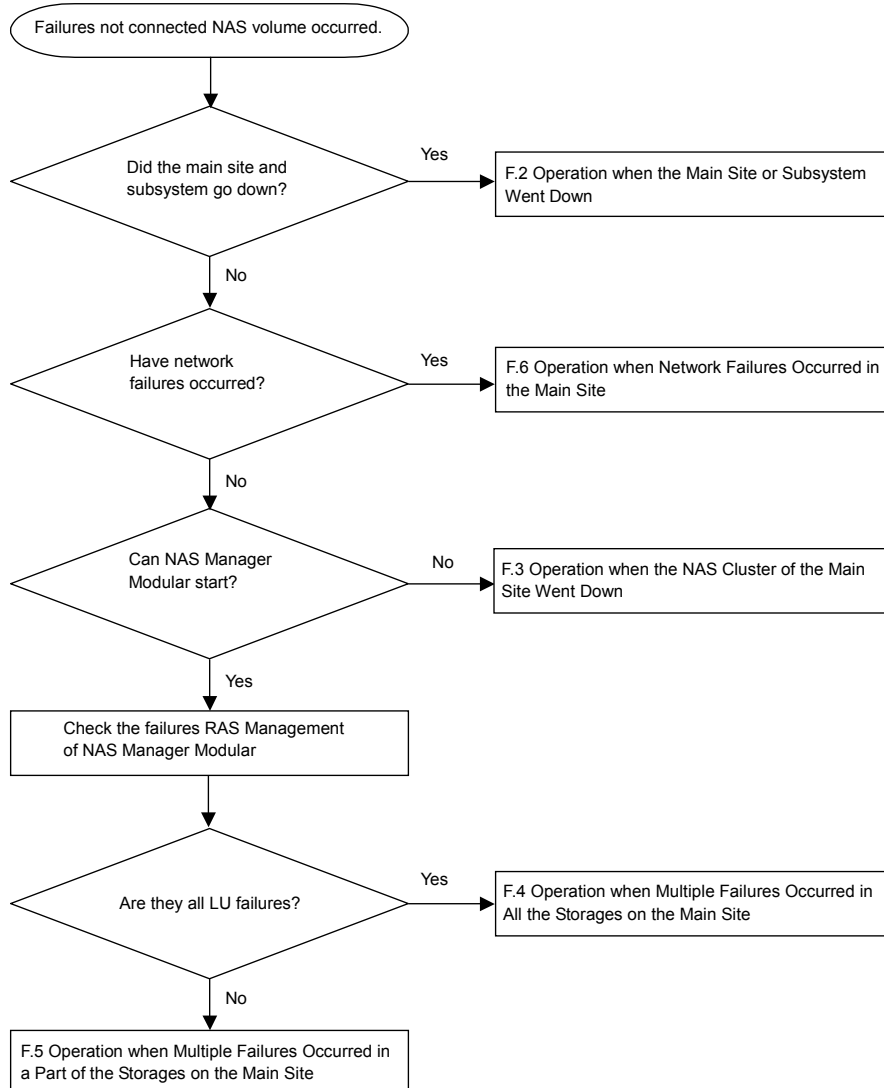 Failures not connected NAS volume occurred.
Did the main site and
subsystem go down?
Yes
F.2 Operation when the Main Site or Subsystem
Went Down
No
Have network
failures occurred?
Yes
F.6 Operation when Network Failures Occurred in
the Main Site
No
Can NAS Manager
Modular start?
No
F.3 Operation when the NAS Cluster of the Main
Site Went Down
Yes
Check the failures RAS Management
of NAS Manager Modular
Are they all LU failures?
Yes
F.4 Operation when Multiple Failures Occurred in
All the Storages on the Main Site
No
F.5 Operation when Multiple Failures Occurred in
a Part of the Storages on the Main Site